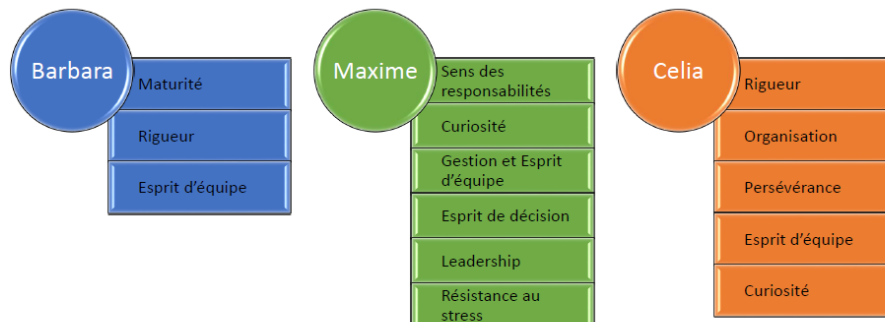 Barbara
Maturité
Rigueur
Esprit d'équipe
Maxime
Sens des
responsabilités
Curiosité
Gestion et Esprit
d'équipe
Esprit de décision
Leadership
Résistance au
stress
Celia
Rigueur
Organisation
Persévérance
Esprit d'équipe
Curiosité